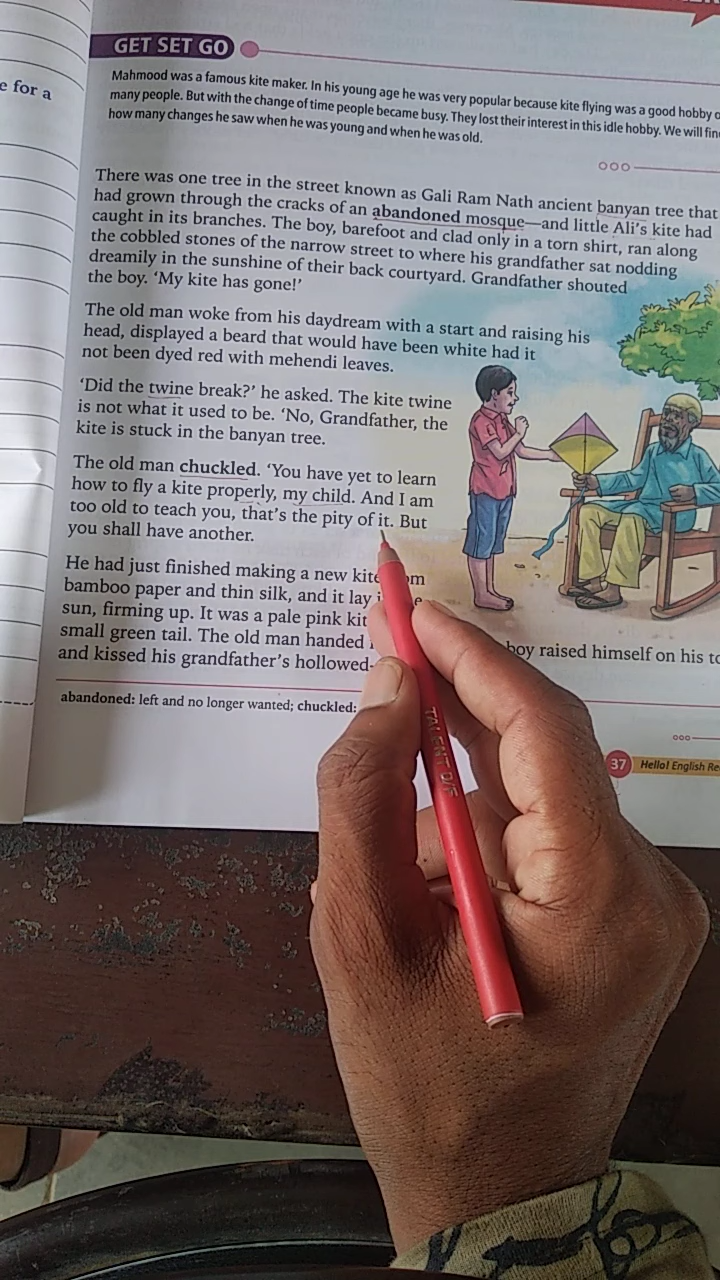 e for a
GET SET GO
Mahmood was a famous kite maker. In his young age he was very popular because kite flying was a good hobby
many people. But with the change of time people became busy. They lost their interest in this idle hobby. We will
how many changes he saw when he was young and when he was old.
There was one tree in the street known as Gali Ram Nath ancient banyan tree that
had grown through the cracks of an abandoned mosque—and little Ali's kite had
caught in its branches. The boy, barefoot and clad only in a torn shirt, ran along
the cobbled stones of the narrow street to where his grandfather sat nodding
dreamily in the sunshine of their back courtyard. Grandfather shouted
the boy. 'My kite has gone!'
The old man woke from his daydream with a start and raising his
head, displayed a beard that would have been white had it
not been dyed red with mehendi leaves.
'Did the twine break?' he asked. The kite twine
is not what it used to be. 'No, Grandfather, the
kite is stuck in the banyan tree.
The old man chuckled. 'You have yet to learn
how to fly a kite properly, my child. And I am
too old to teach you, that's the pity of it. But
you shall have another.
He had just finished making a new kite om
bamboo paper and thin silk, and it lay
sun, firming up. It was a pale pink kit
small green tail. The old man handed boy raised himself on his
and kissed his grandfather's hollowed-
abandoned: left and no longer wanted; chuckled:
37 Hello! English Re
TALENT